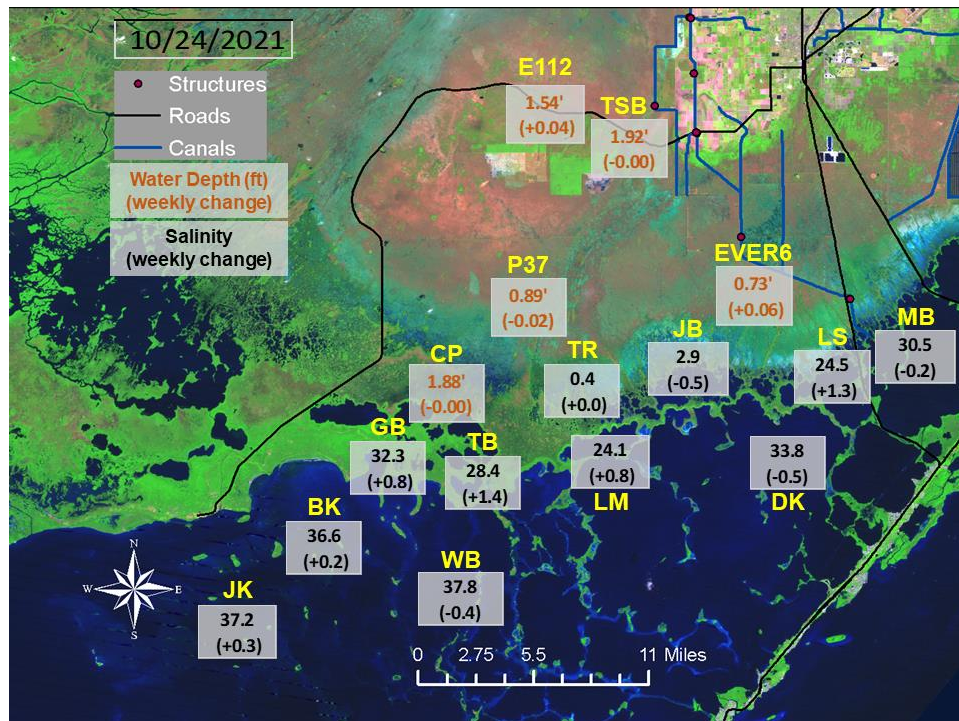 10/24/2021
Structures
Roads
Canals
Water Depth (ft)
(weekly change)
Salinity
(weekly change)
E112
1.54'
(+0.04)
TSB
1.92'
(-0.00)
P37
0.89'
(-0.02)
EVER6
0.73'
(+0.06)
CP
1.88'
(-0.00)
TR
0.4
(+0.0)
JB
2.9
(-0.5)
LS
24.5
(+1.3)
MB
30.5
(-0.2)
GB
32.3
(+0.8)
TB
28.4
(+1.4)
24.1
(+0.8)
LM
33.8
(-0.5)
DK
BK
36.6
(+0.2)
WB
37.8
(-0.4)
JK
37.2
(+0.3)
N
W
E
S
0 2.75 5.5 11 Miles